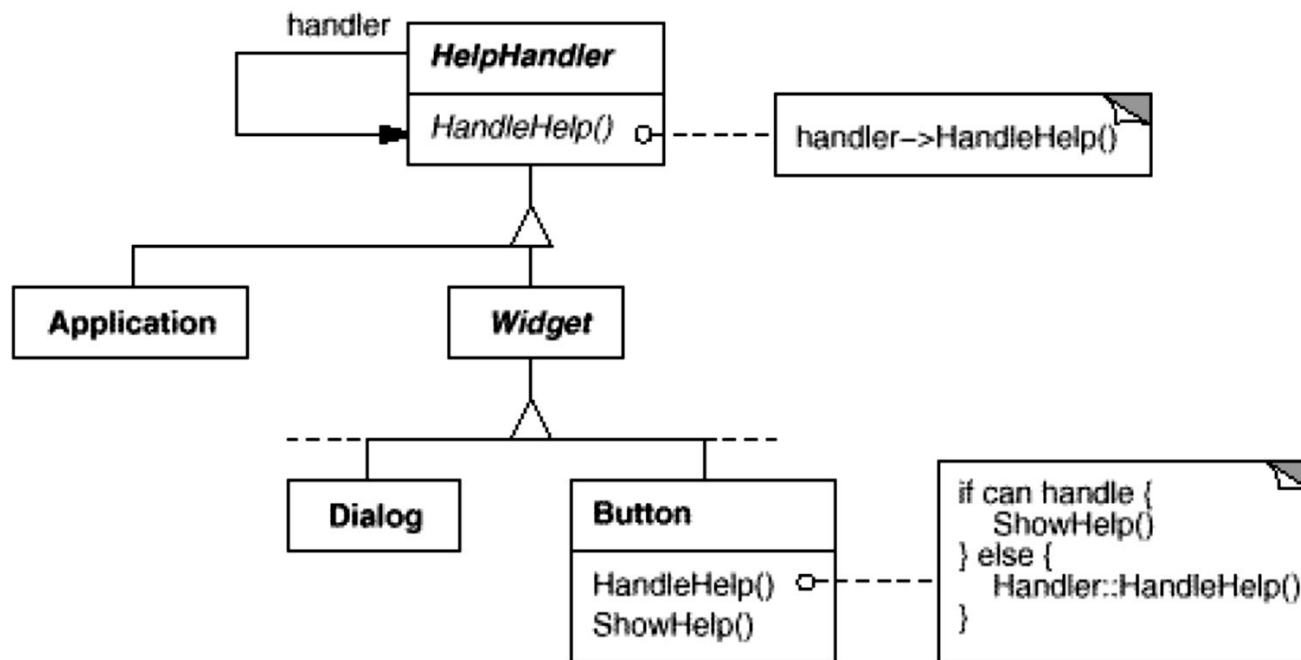 handler
HelpHandler
HandleHelp()
handler->HandleHelp()
Application
Widget
Dialog
Button
HandleHelp()
ShowHelp()
if can handle {
ShowHelp()
} else {
Handler::HandleHelp()
}